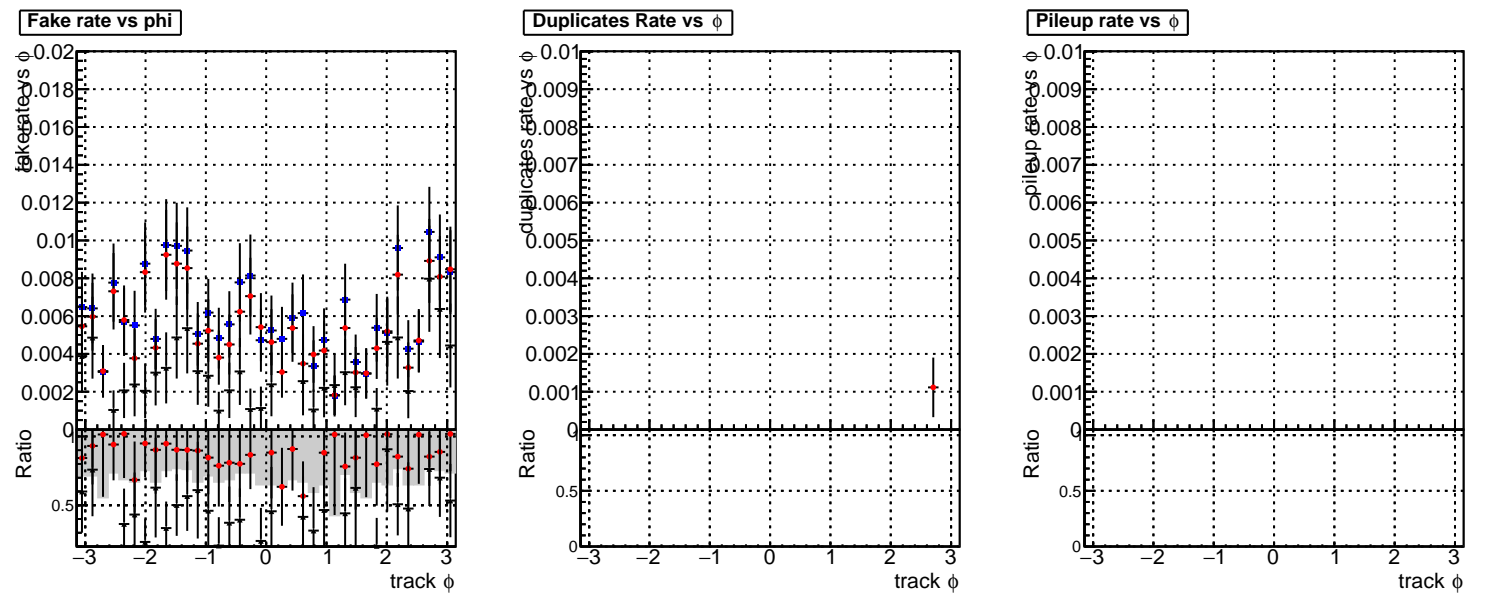 Fake rate vs phi
fakerate vs ϕ
0.02
0.018
0.016
0.014
0.012
0.01
0.008
0.006
0.004
0.002
0
Ratio
1
0.5
−3 −2 −1 0 1 2 3
track ϕ
Duplicates Rate vs ϕ
duplicates rate vs ϕ
0.01
0.009
0.008
0.007
0.006
0.005
0.004
0.003
0.002
0.001
0
Ratio
1
0.5
0
−3 −2 −1 0 1 2 3
track ϕ
Pileup rate vs ϕ
pileup rate vs ϕ
0.01
0.009
0.008
0.007
0.006
0.005
0.004
0.003
0.002
0.001
0
Ratio
1
0.5
0
−3 −2 −1 0 1 2 3
track ϕ